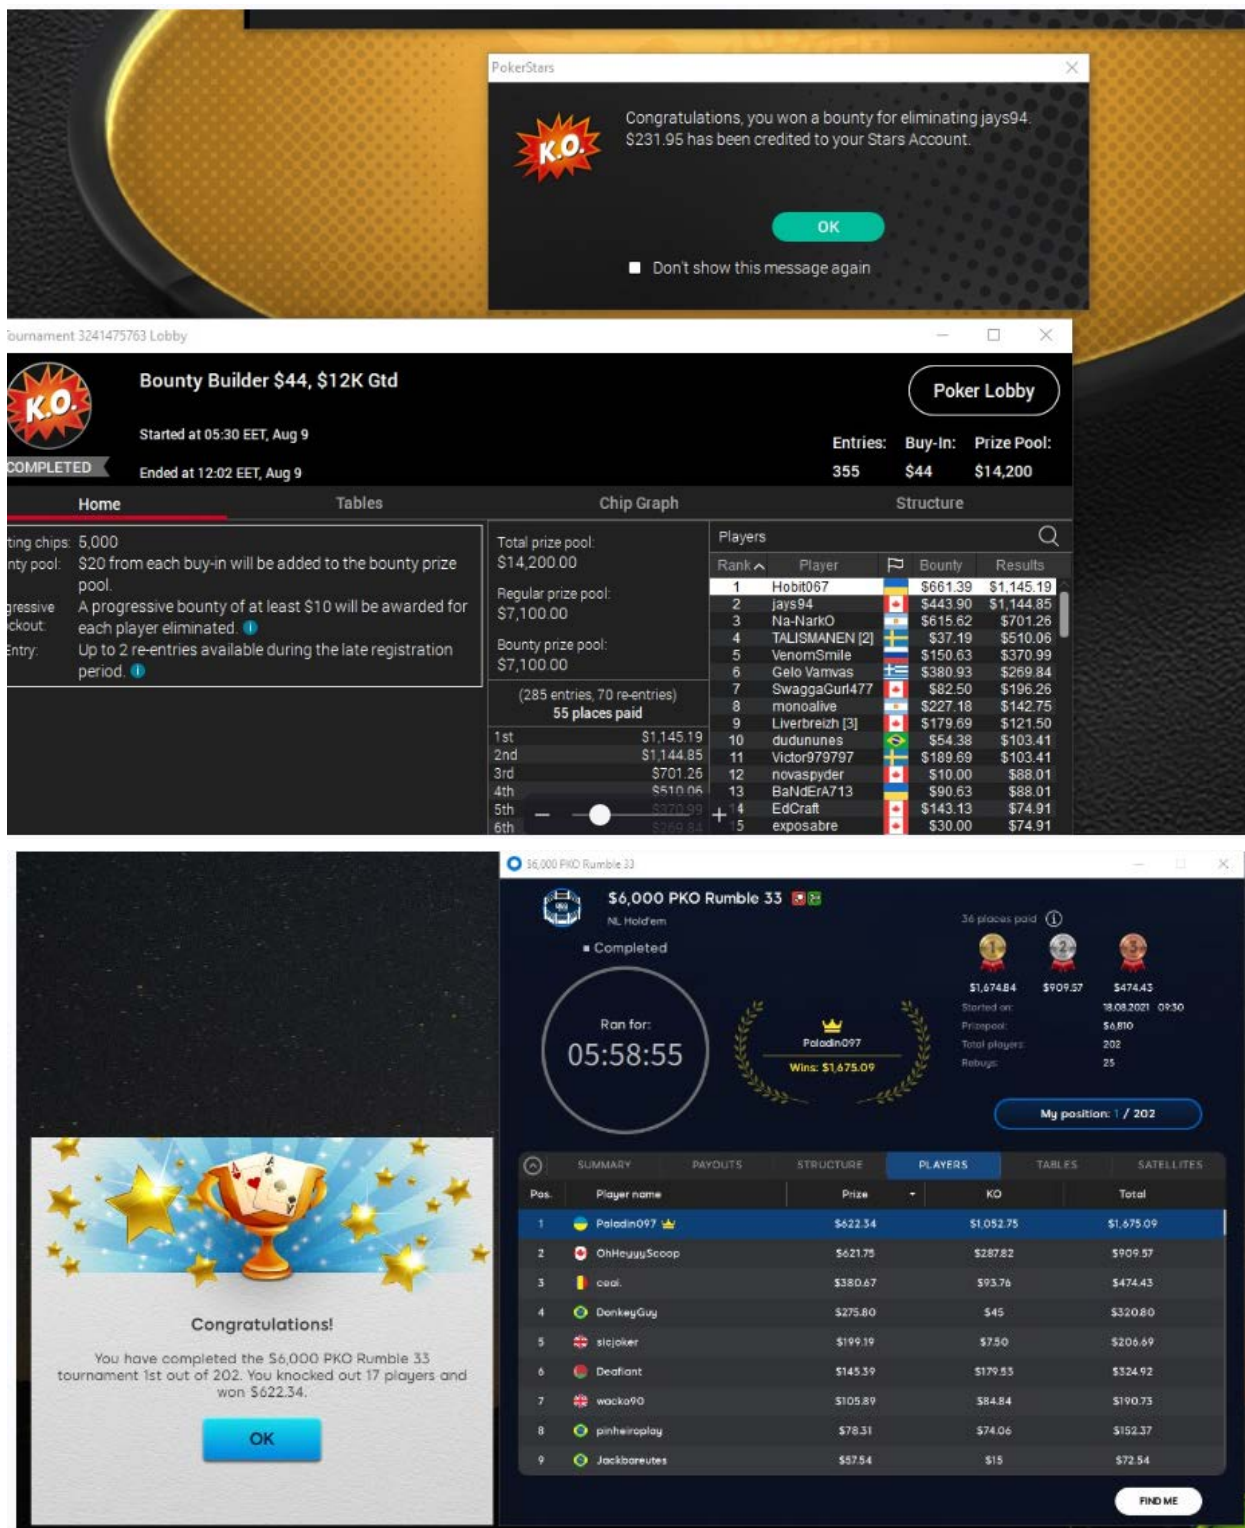 PokerStars
Congratulations, you won a bounty for eliminating jays94.
$231.95 has been credited to your Stars Account.
K.O.
OK
Don't show this message again
Tournament 3241475763 Lobby
K.O.
Bounty Builder $44, $12K Gtd
Poker Lobby
Started at 05:30 EET, Aug 9
Entries: Buy-In: Prize Pool:
COMPLETED
Ended at 12:02 EET, Aug 9
355 $44 $14,200
Home Tables Chip Graph Structure
ting chips: 5,000
nty pool: $20 from each buy-in will be added to the bounty prize
pool.
gressive A progressive bounty of at least $10 will be awarded for
ckout: each player eliminated.
Entry: Up to 2 re-entries available during the late registration
period.
Total prize pool:
$14,200.00
Regular prize pool:
$7,100.00
Bounty prize pool:
$7,100.00
(285 entries, 70 re-entries)
55 places paid
1st $1,145.19
2nd $1,144.85
3rd $701.26
4th $510.06
5th $370.99
6th $269.84
Players
Rank Player Bounty Results
1 Hobit067 $661.39 $1,145.19
2 jays94 $443.90 $1,144.85
3 Na-NarkO $615.62 $701.26
4 TALISMANEN [2] $37.19 $510.06
5 VenomSmile $150.63 $370.99
6 Gelo Vamvas $380.93 $269.84
7 SwaggaGurl477 $82.50 $196.26
8 monoalive $227.18 $142.75
9 Liverbreizh [3] $179.69 $121.50
10 dudununes $54.38 $103.41
11 Victor979797 $189.69 $103.41
12 novaspyder $10.00 $88.01
13 BaNdErA713 $90.63 $88.01
4 EdCraft $143.13 $74.91
5 exposabre $30.00 $74.91
$6,000 PKO Rumble 33
$6,000 PKO Rumble 33
NL Hold'em
Completed
Ran for:
05:58:55
Paladin097
Wins: $1,675.09
36 places paid
1 2 3
$1,674.84 $909.57 $474.43
Started on: 18.08.2021 09:30
Prizepool: $6,810
Total players: 202
Rebuys: 25
My position: 1 / 202
SUMMARY PAYOUTS STRUCTURE PLAYERS TABLES SATELLITES
Pos. Player name Prize KO Total
1 Paladin097 $622.34 $1,052.75 $1,675.09
2 OhHeyyyScoop $621.75 $287.82 $909.57
3 ceai. $380.67 $93.76 $474.43
4 DonkeyGuy $275.80 $45 $320.80
5 sicjoker $199.19 $7.50 $206.69
6 Deafiant $145.39 $179.53 $324.92
7 wacko90 $105.89 $84.84 $190.73
8 pinheiroplay $78.31 $74.06 $152.37
9 Jackbareutes $57.54 $15 $72.54
FIND ME
Congratulations!
You have completed the $6,000 PKO Rumble 33
tournament 1st out of 202. You knocked out 17 players and
won $622.34.
OK